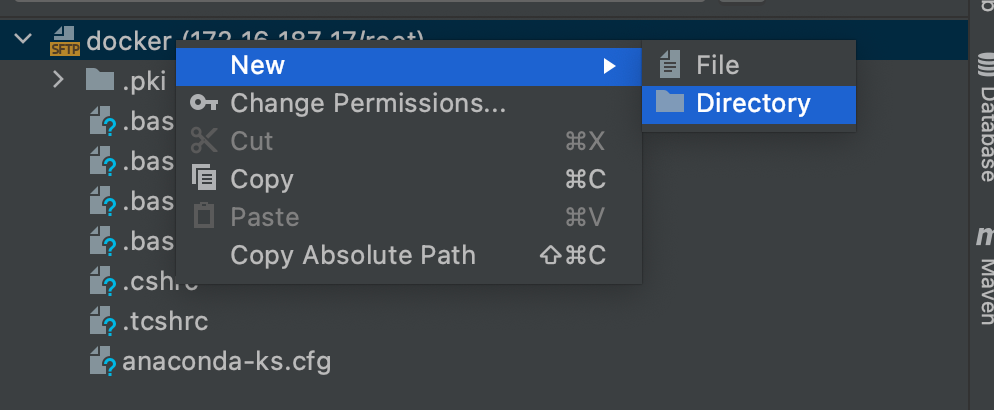 docker (172.16.187.17/root)
SFTP
New
File
.pki
Change Permissions...
Directory
.bas
Cut
⌘X
.bas
Copy
⌘C
.bas
Paste
⌘V
.bas
Copy Absolute Path
⇧⌘C
.cshrc
.tcshrc
anaconda-ks.cfg
Database
m
Maven